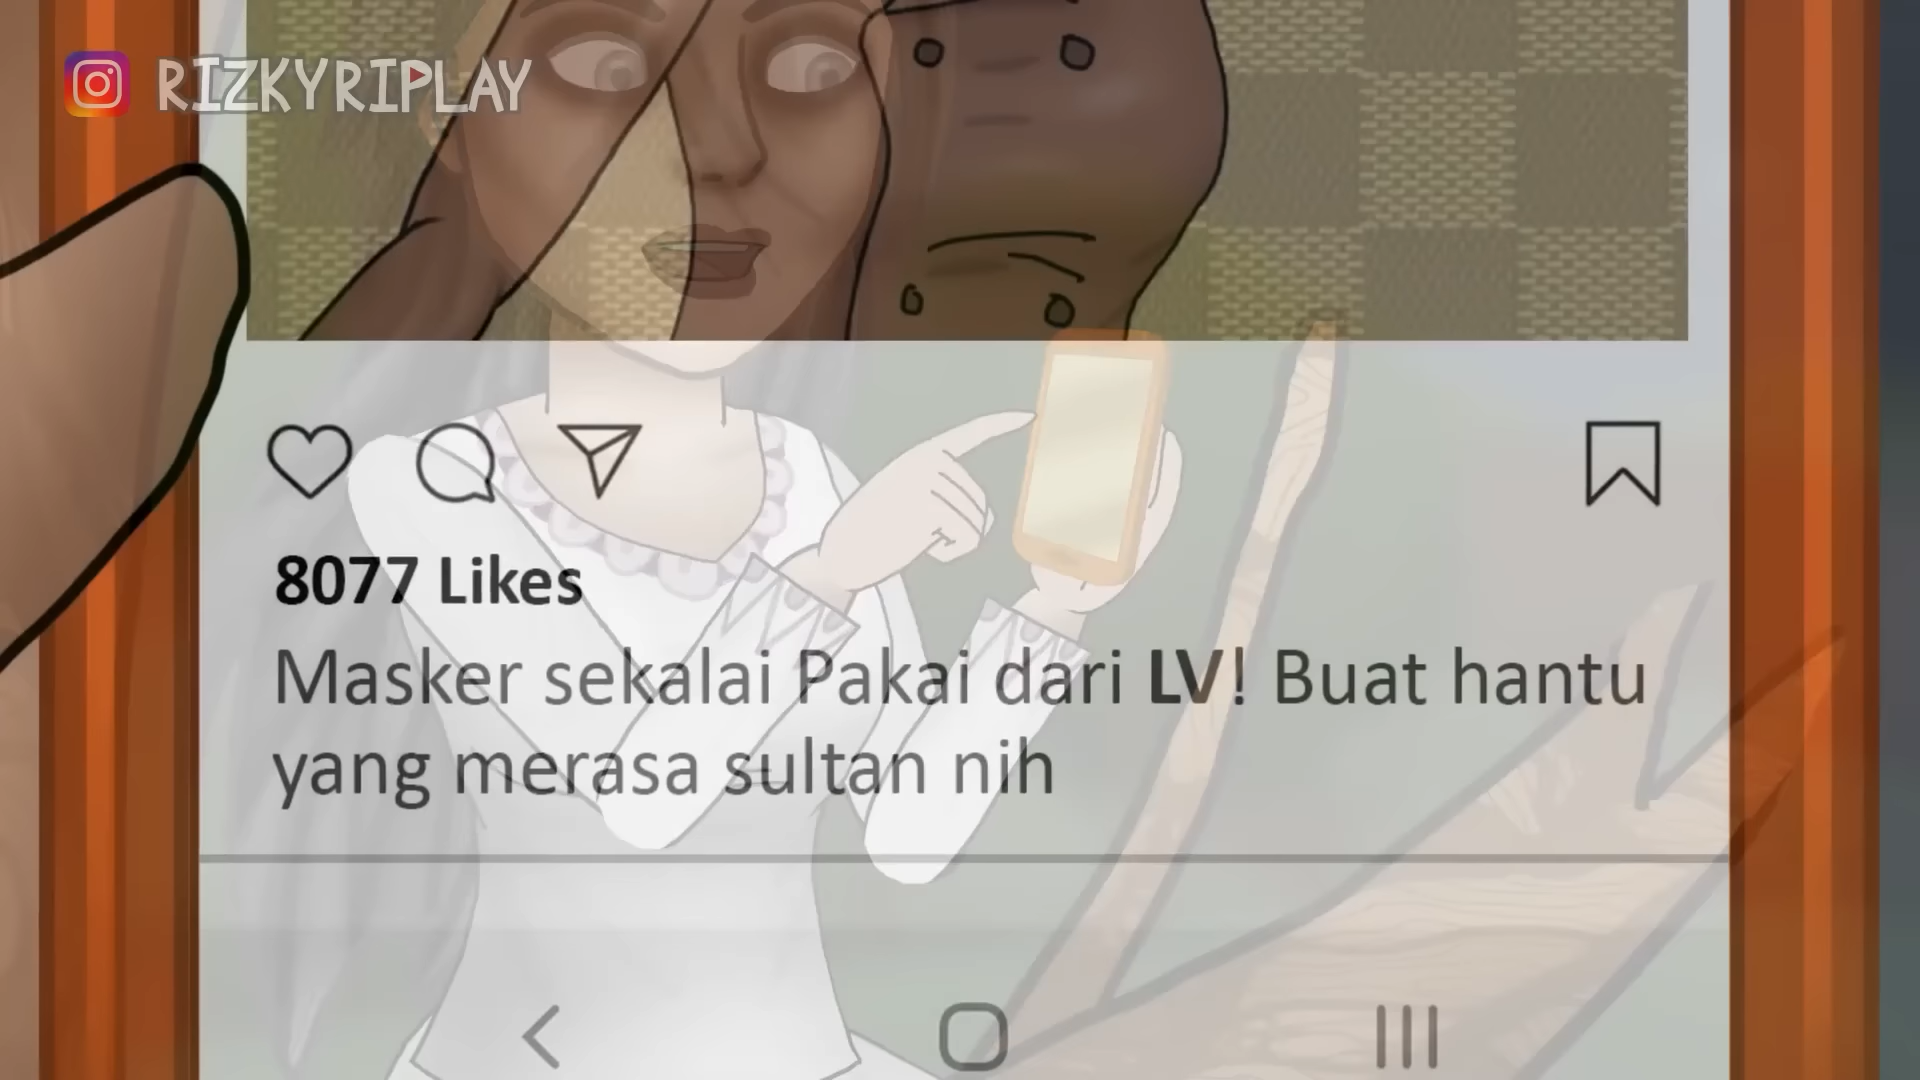 RIZKYRIPLAY
8077 Likes
Masker sekalai Pakai dari LV! Buat hantu
yang merasa sultan nih